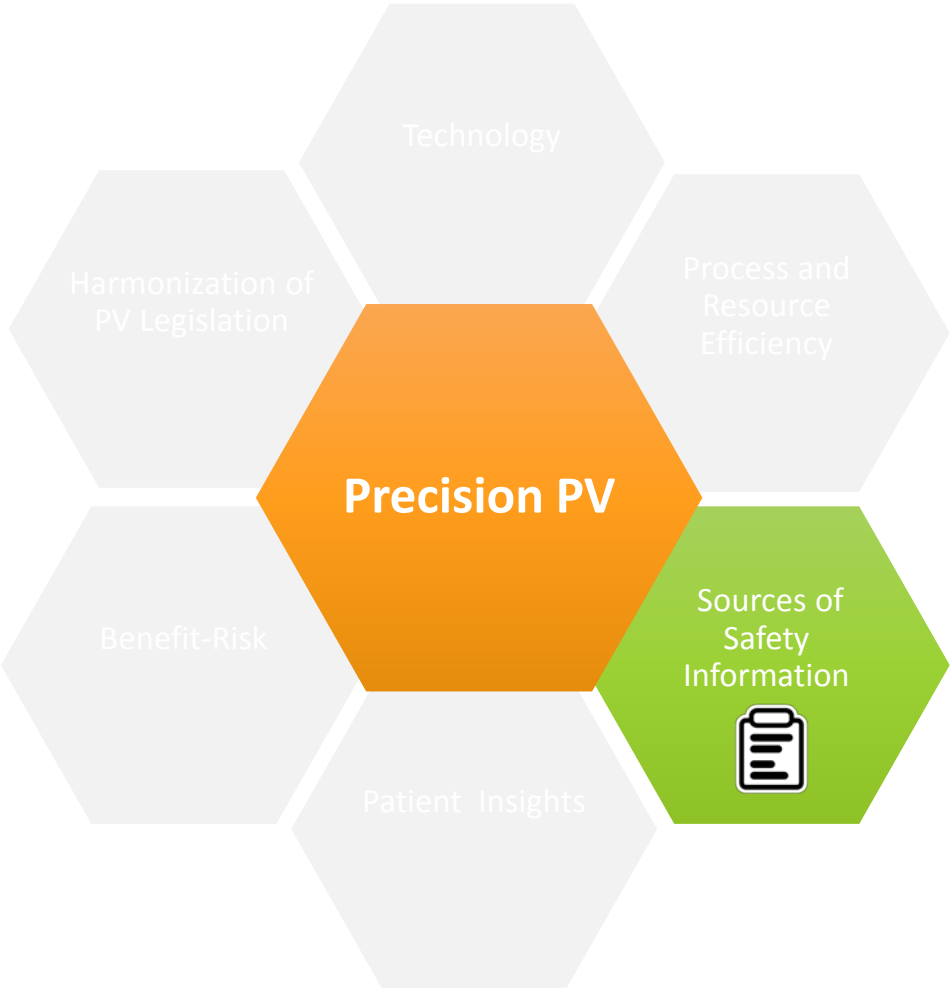 Technology
Harmonization of
PV Legislation
Process and
Resource
Efficiency
Precision PV
Benefit-Risk
Sources of
Safety
Information
Patient  Insights